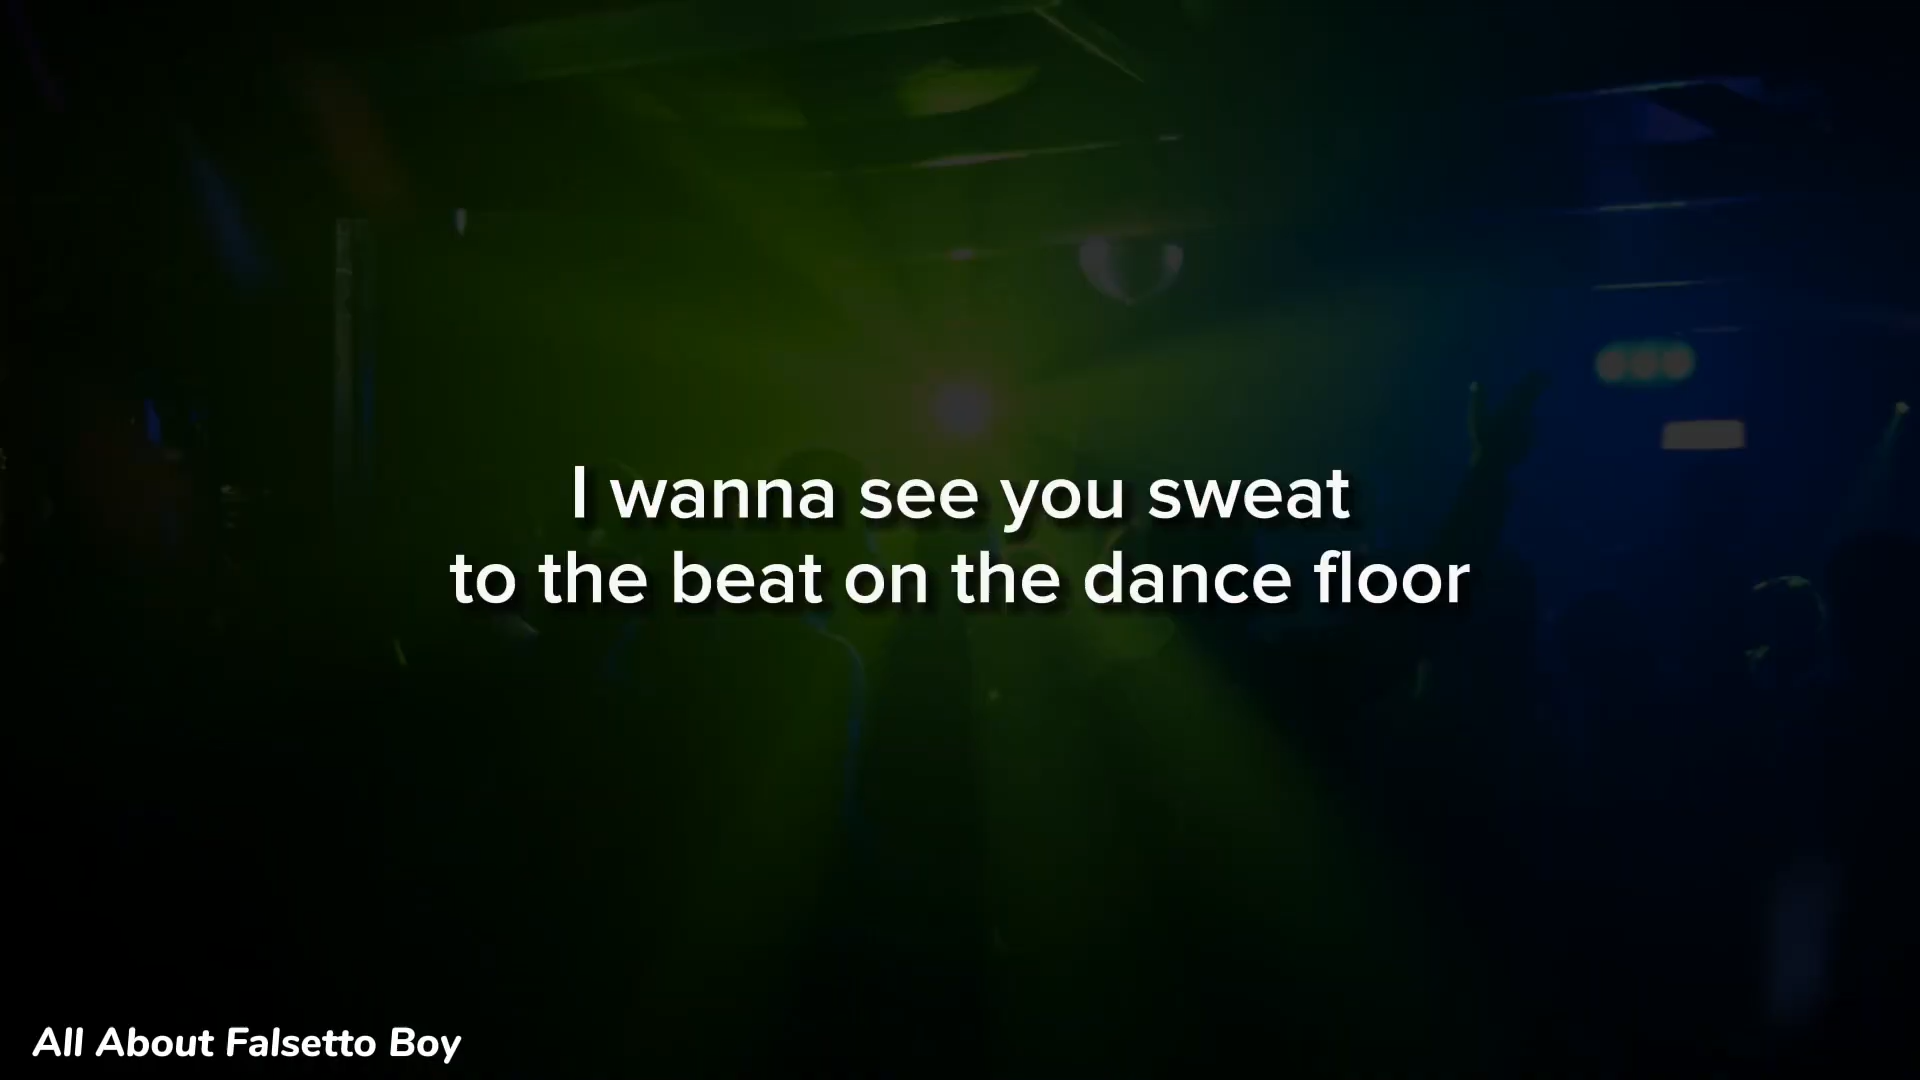 I wanna see you sweat
to the beat on the dance floor
All About Falsetto Boy